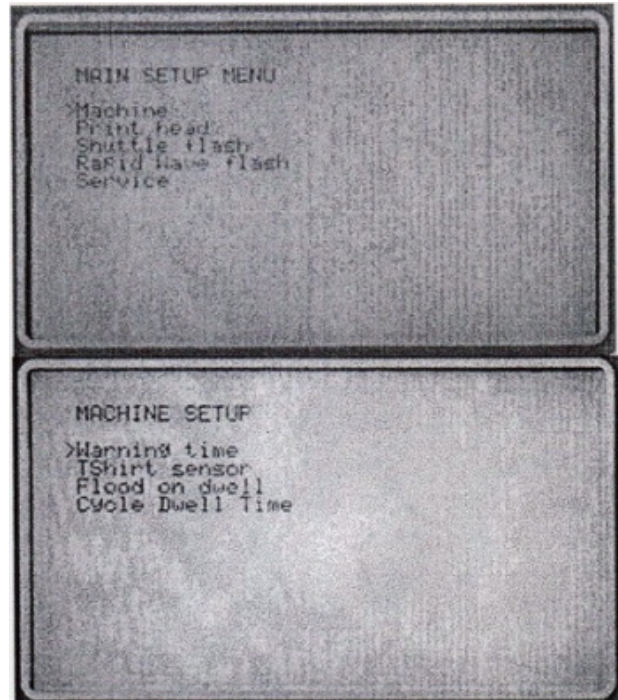 MAIN SETUP MENU
>Machine
Print head
Shuttle flash
Rapid Wave flash
Service
MACHINE SETUP
>Warning time
TShirt sensor
Flood on dwell
Cycle Dwell Time